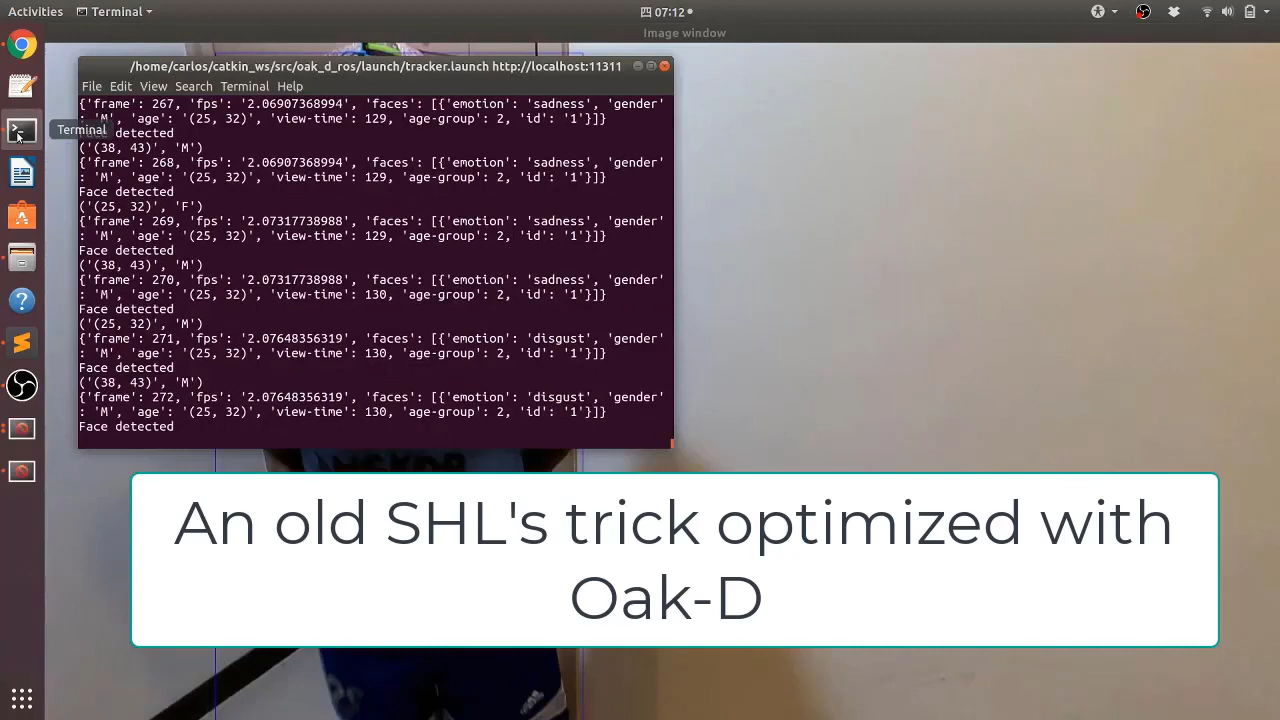 Activities Terminal 07:12
Image window
/home/carlos/catkin_ws/src/oak_d_ros/launch/tracker.launch http://localhost:11311
File Edit View Search Terminal Help
{'frame': 267, 'fps': '2.06907368994', 'faces': [{'emotion': 'sadness', 'gender'
: 'M', 'age': '(25, 32)', 'view-time': 129, 'age-group': 2, 'id': '1'}]}
Terminal
detected
('(38, 43)', 'M')
{'frame': 268, 'fps': '2.06907368994', 'faces': [{'emotion': 'sadness', 'gender'
: 'M', 'age': '(25, 32)', 'view-time': 129, 'age-group': 2, 'id': '1'}]}
Face detected
('(25, 32)', 'F')
{'frame': 269, 'fps': '2.07317738988', 'faces': [{'emotion': 'sadness', 'gender'
: 'M', 'age': '(25, 32)', 'view-time': 129, 'age-group': 2, 'id': '1'}]}
Face detected
('(38, 43)', 'M')
{'frame': 270, 'fps': '2.07317738988', 'faces': [{'emotion': 'sadness', 'gender'
: 'M', 'age': '(25, 32)', 'view-time': 130, 'age-group': 2, 'id': '1'}]}
Face detected
('(25, 32)', 'M')
{'frame': 271, 'fps': '2.07648356319', 'faces': [{'emotion': 'disgust', 'gender'
: 'M', 'age': '(25, 32)', 'view-time': 130, 'age-group': 2, 'id': '1'}]}
Face detected
('(38, 43)', 'M')
{'frame': 272, 'fps': '2.07648356319', 'faces': [{'emotion': 'disgust', 'gender'
: 'M', 'age': '(25, 32)', 'view-time': 130, 'age-group': 2, 'id': '1'}]}
Face detected
An old SHL's trick optimized with
Oak-D